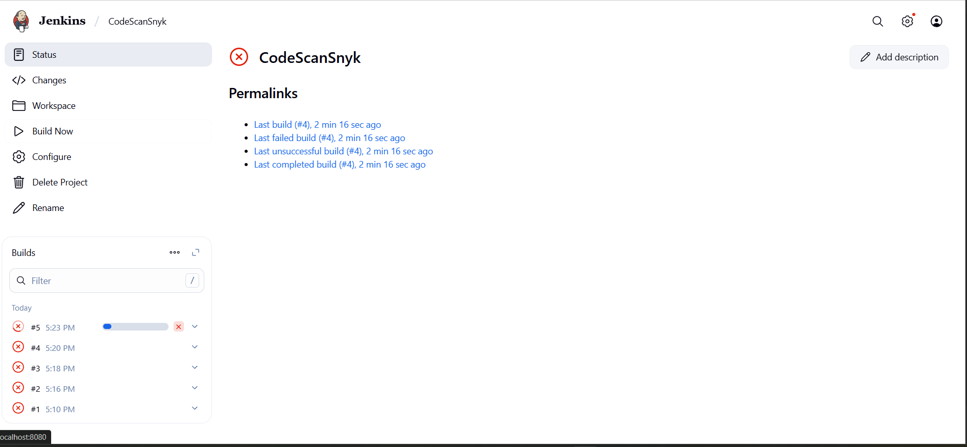 Jenkins / CodeScanSnyk
Status
Changes
Workspace
Build Now
Configure
Delete Project
Rename
CodeScanSnyk
Add description
Permalinks
Last build (#4), 2 min 16 sec ago
Last failed build (#4), 2 min 16 sec ago
Last unsuccessful build (#4), 2 min 16 sec ago
Last completed build (#4), 2 min 16 sec ago
Builds
Filter /
Today
#5 5:23 PM
#4 5:20 PM
#3 5:18 PM
#2 5:16 PM
#1 5:10 PM
ocalhost:8080